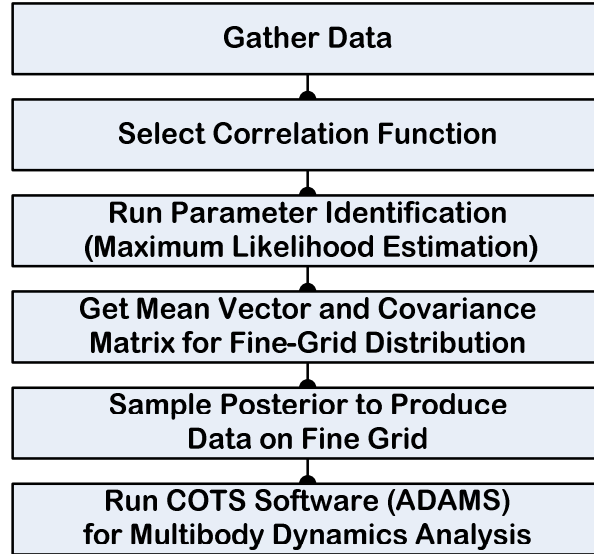 Gather Data
Select Correlation Function
Run Parameter Identification
(Maximum Likelihood Estimation)
Get Mean Vector and Covariance
Matrix for Fine-Grid Distribution
Sample Posterior to Produce
Data on Fine Grid
Run COTS Software (ADAMS)
for Multibody Dynamics Analysis